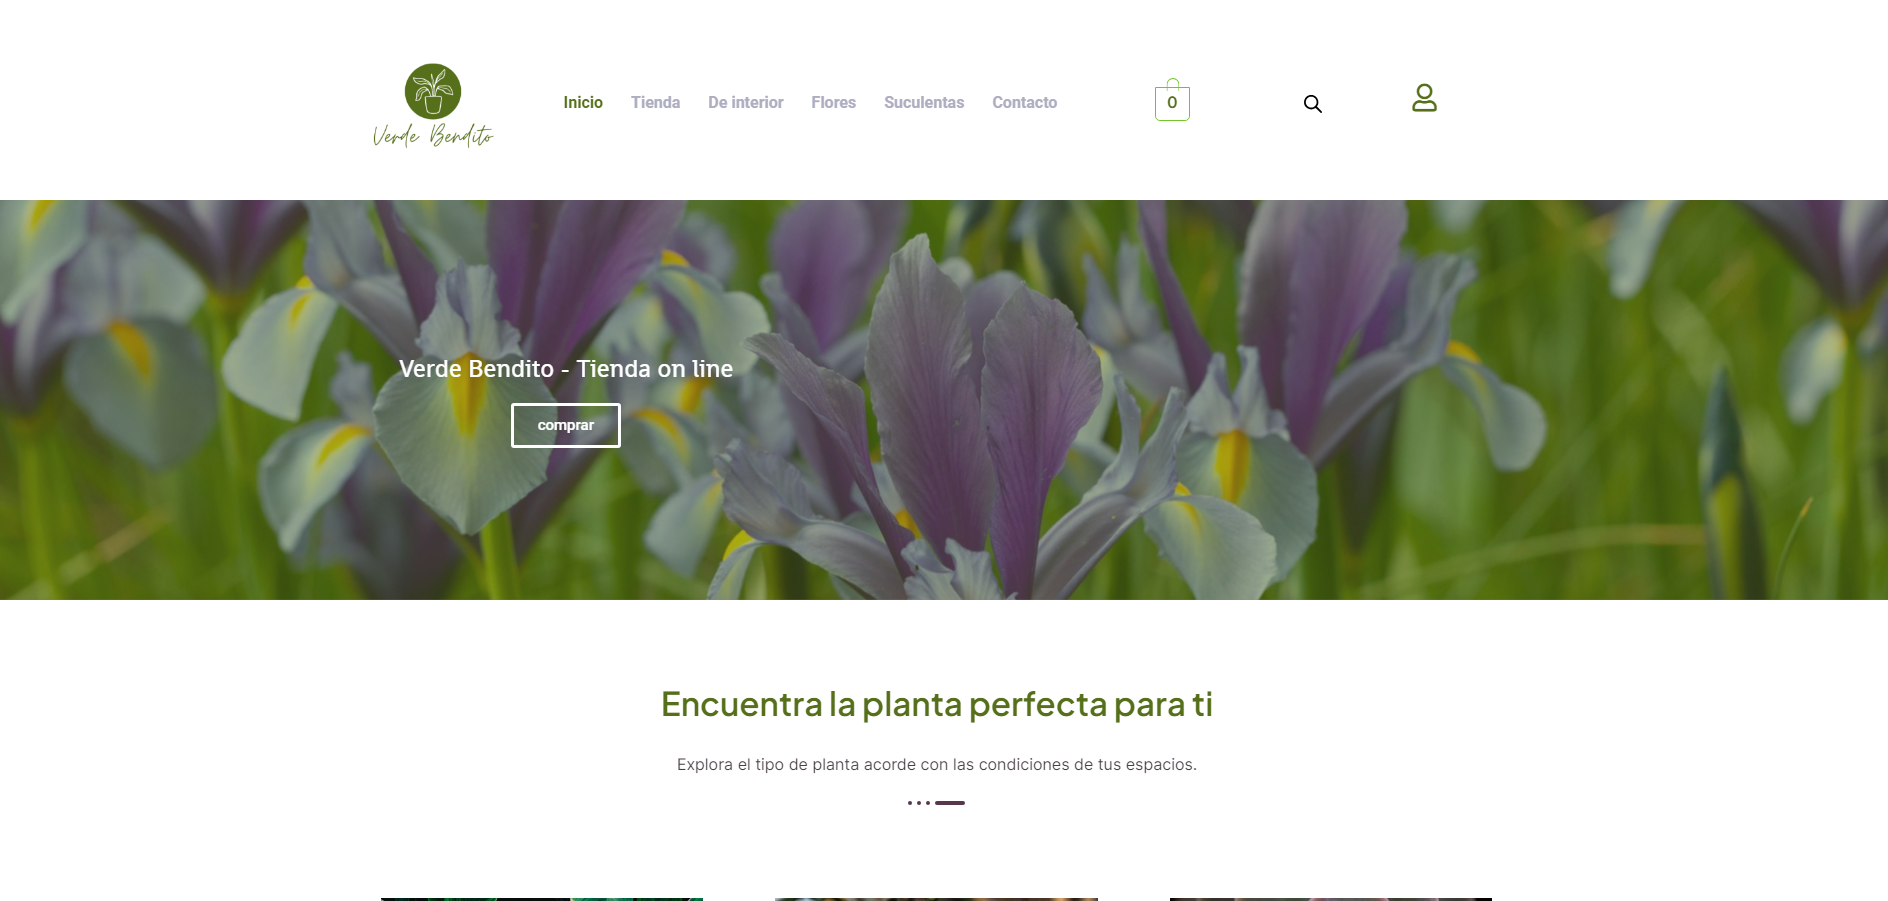 Verde Bendito
Inicio Tienda De interior Flores Suculentas Contacto 0
Verde Bendito - Tienda on line
comprar
Encuentra la planta perfecta para ti
Explora el tipo de planta acorde con las condiciones de tus espacios.